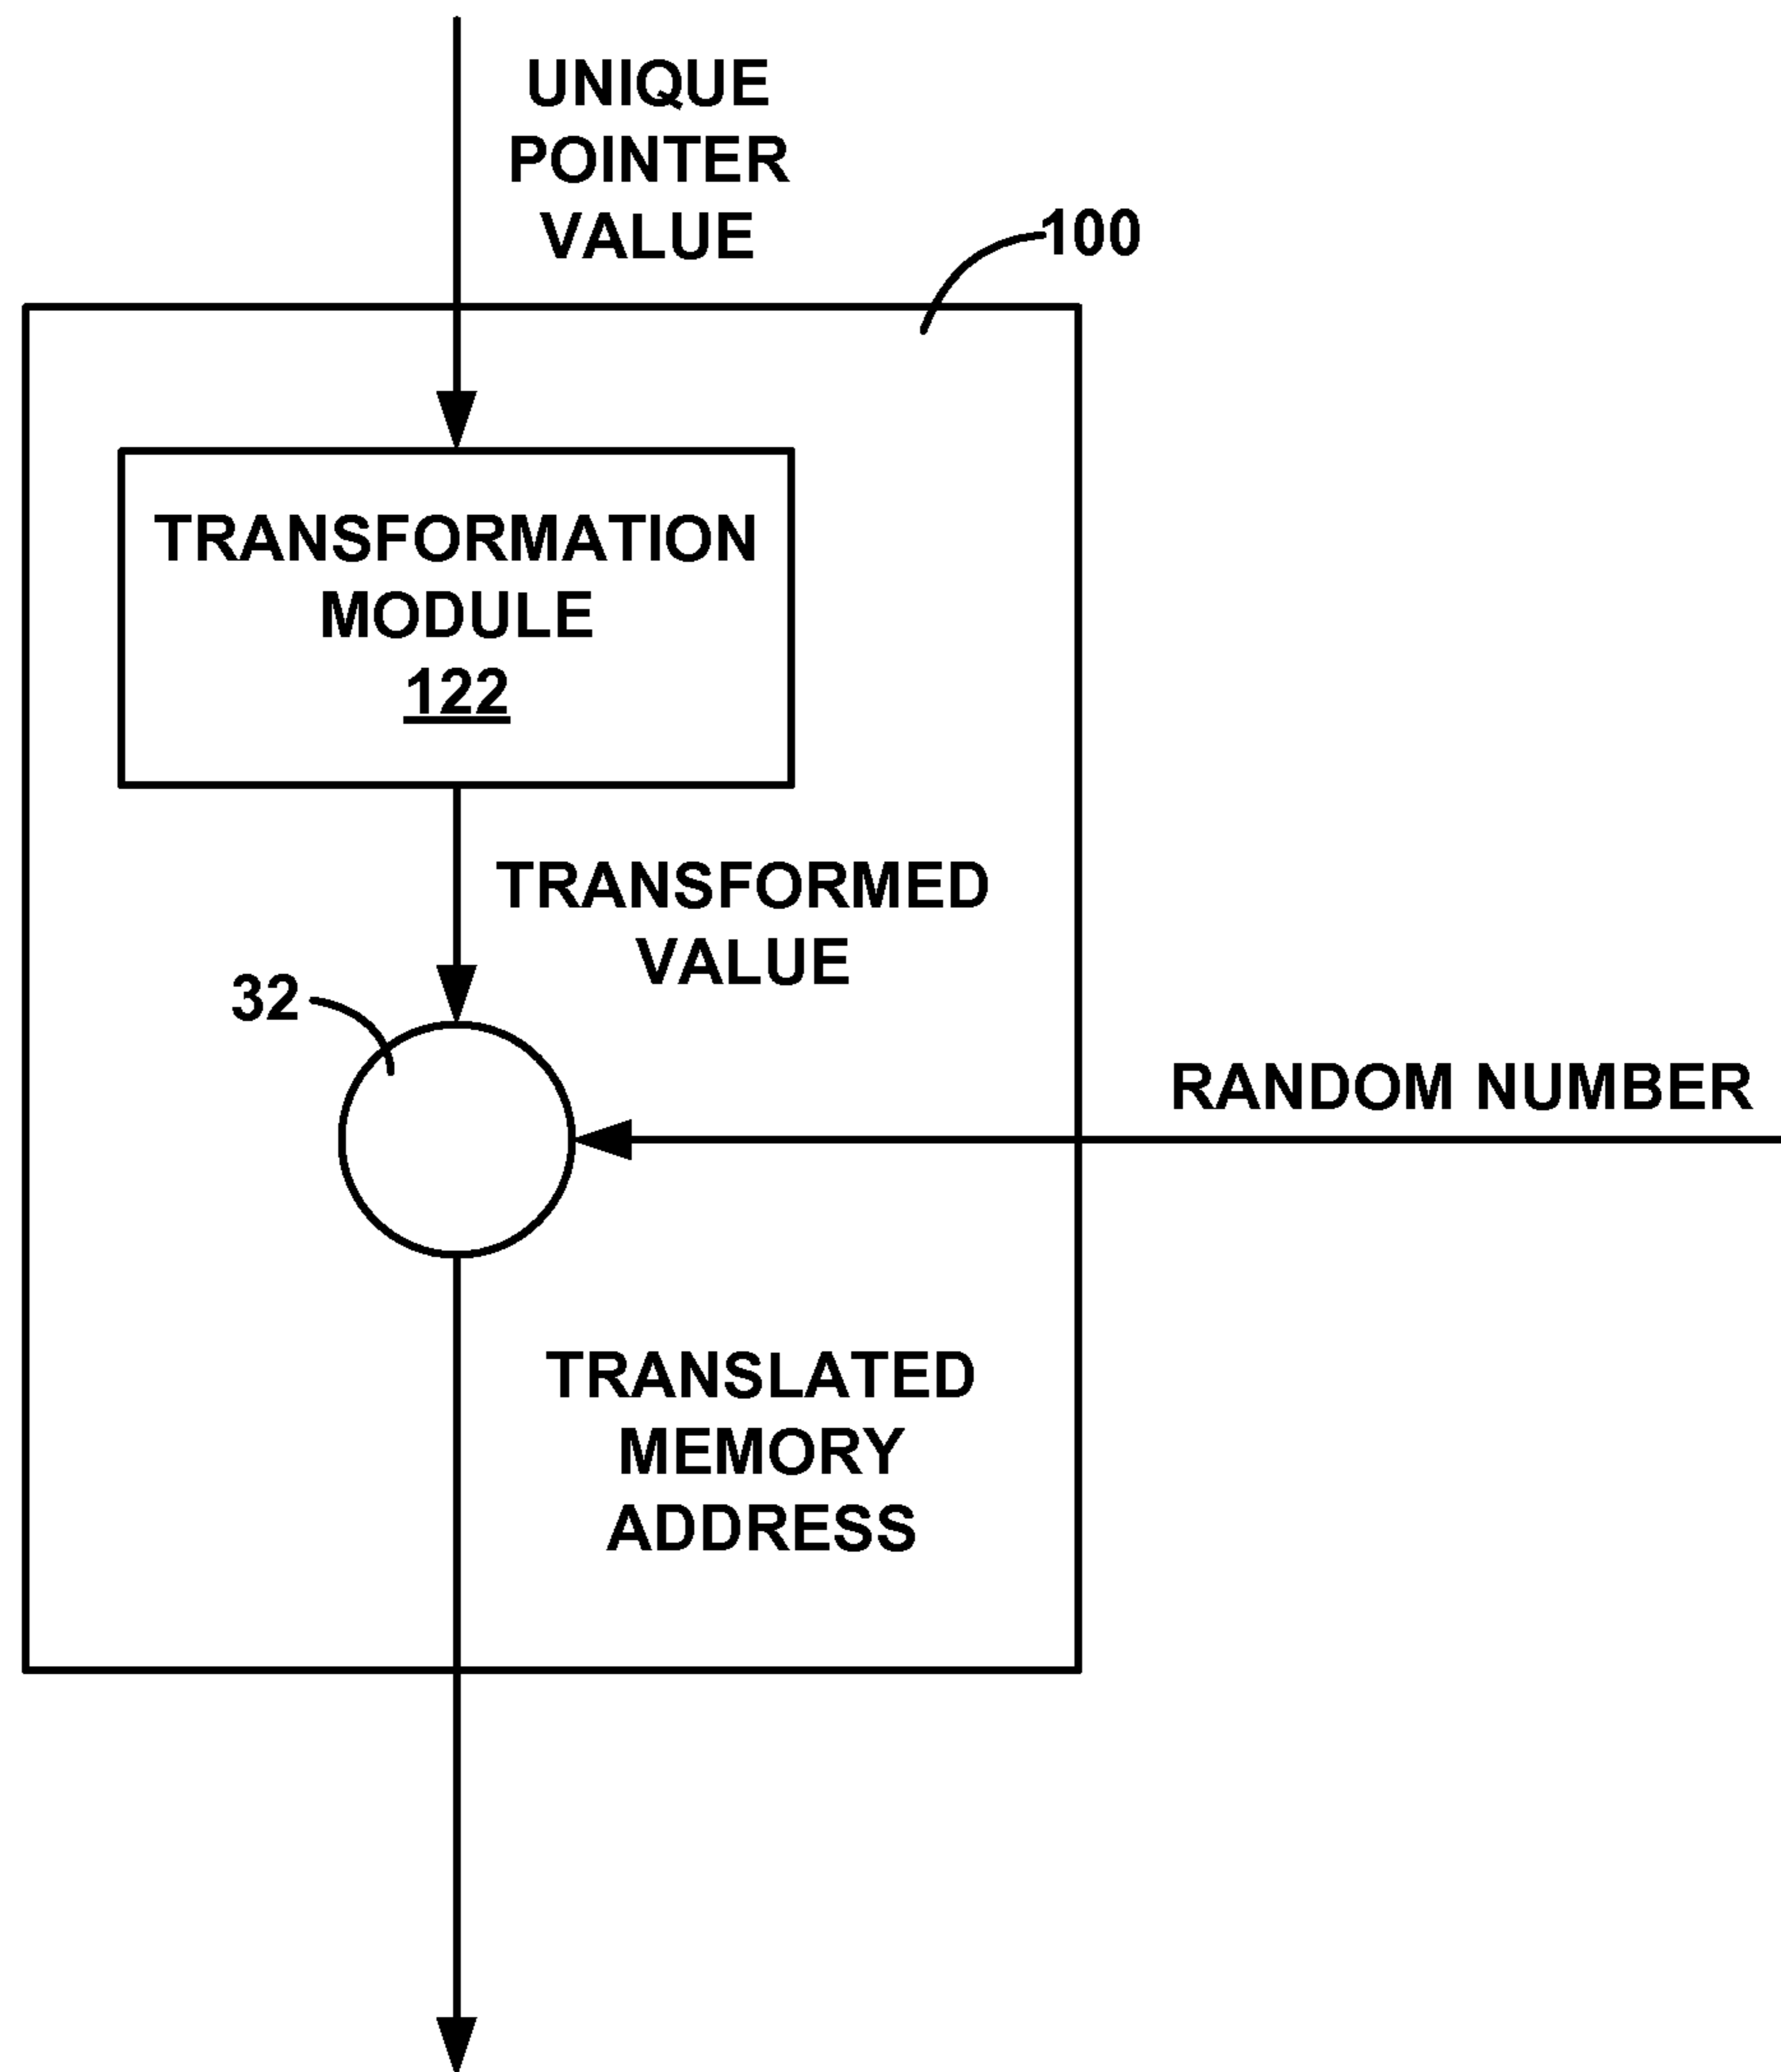 UNIQUE
POINTER
VALUE
100
TRANSFORMATION
MODULE
122
TRANSFORMED
VALUE
32
RANDOM NUMBER
TRANSLATED
MEMORY
ADDRESS